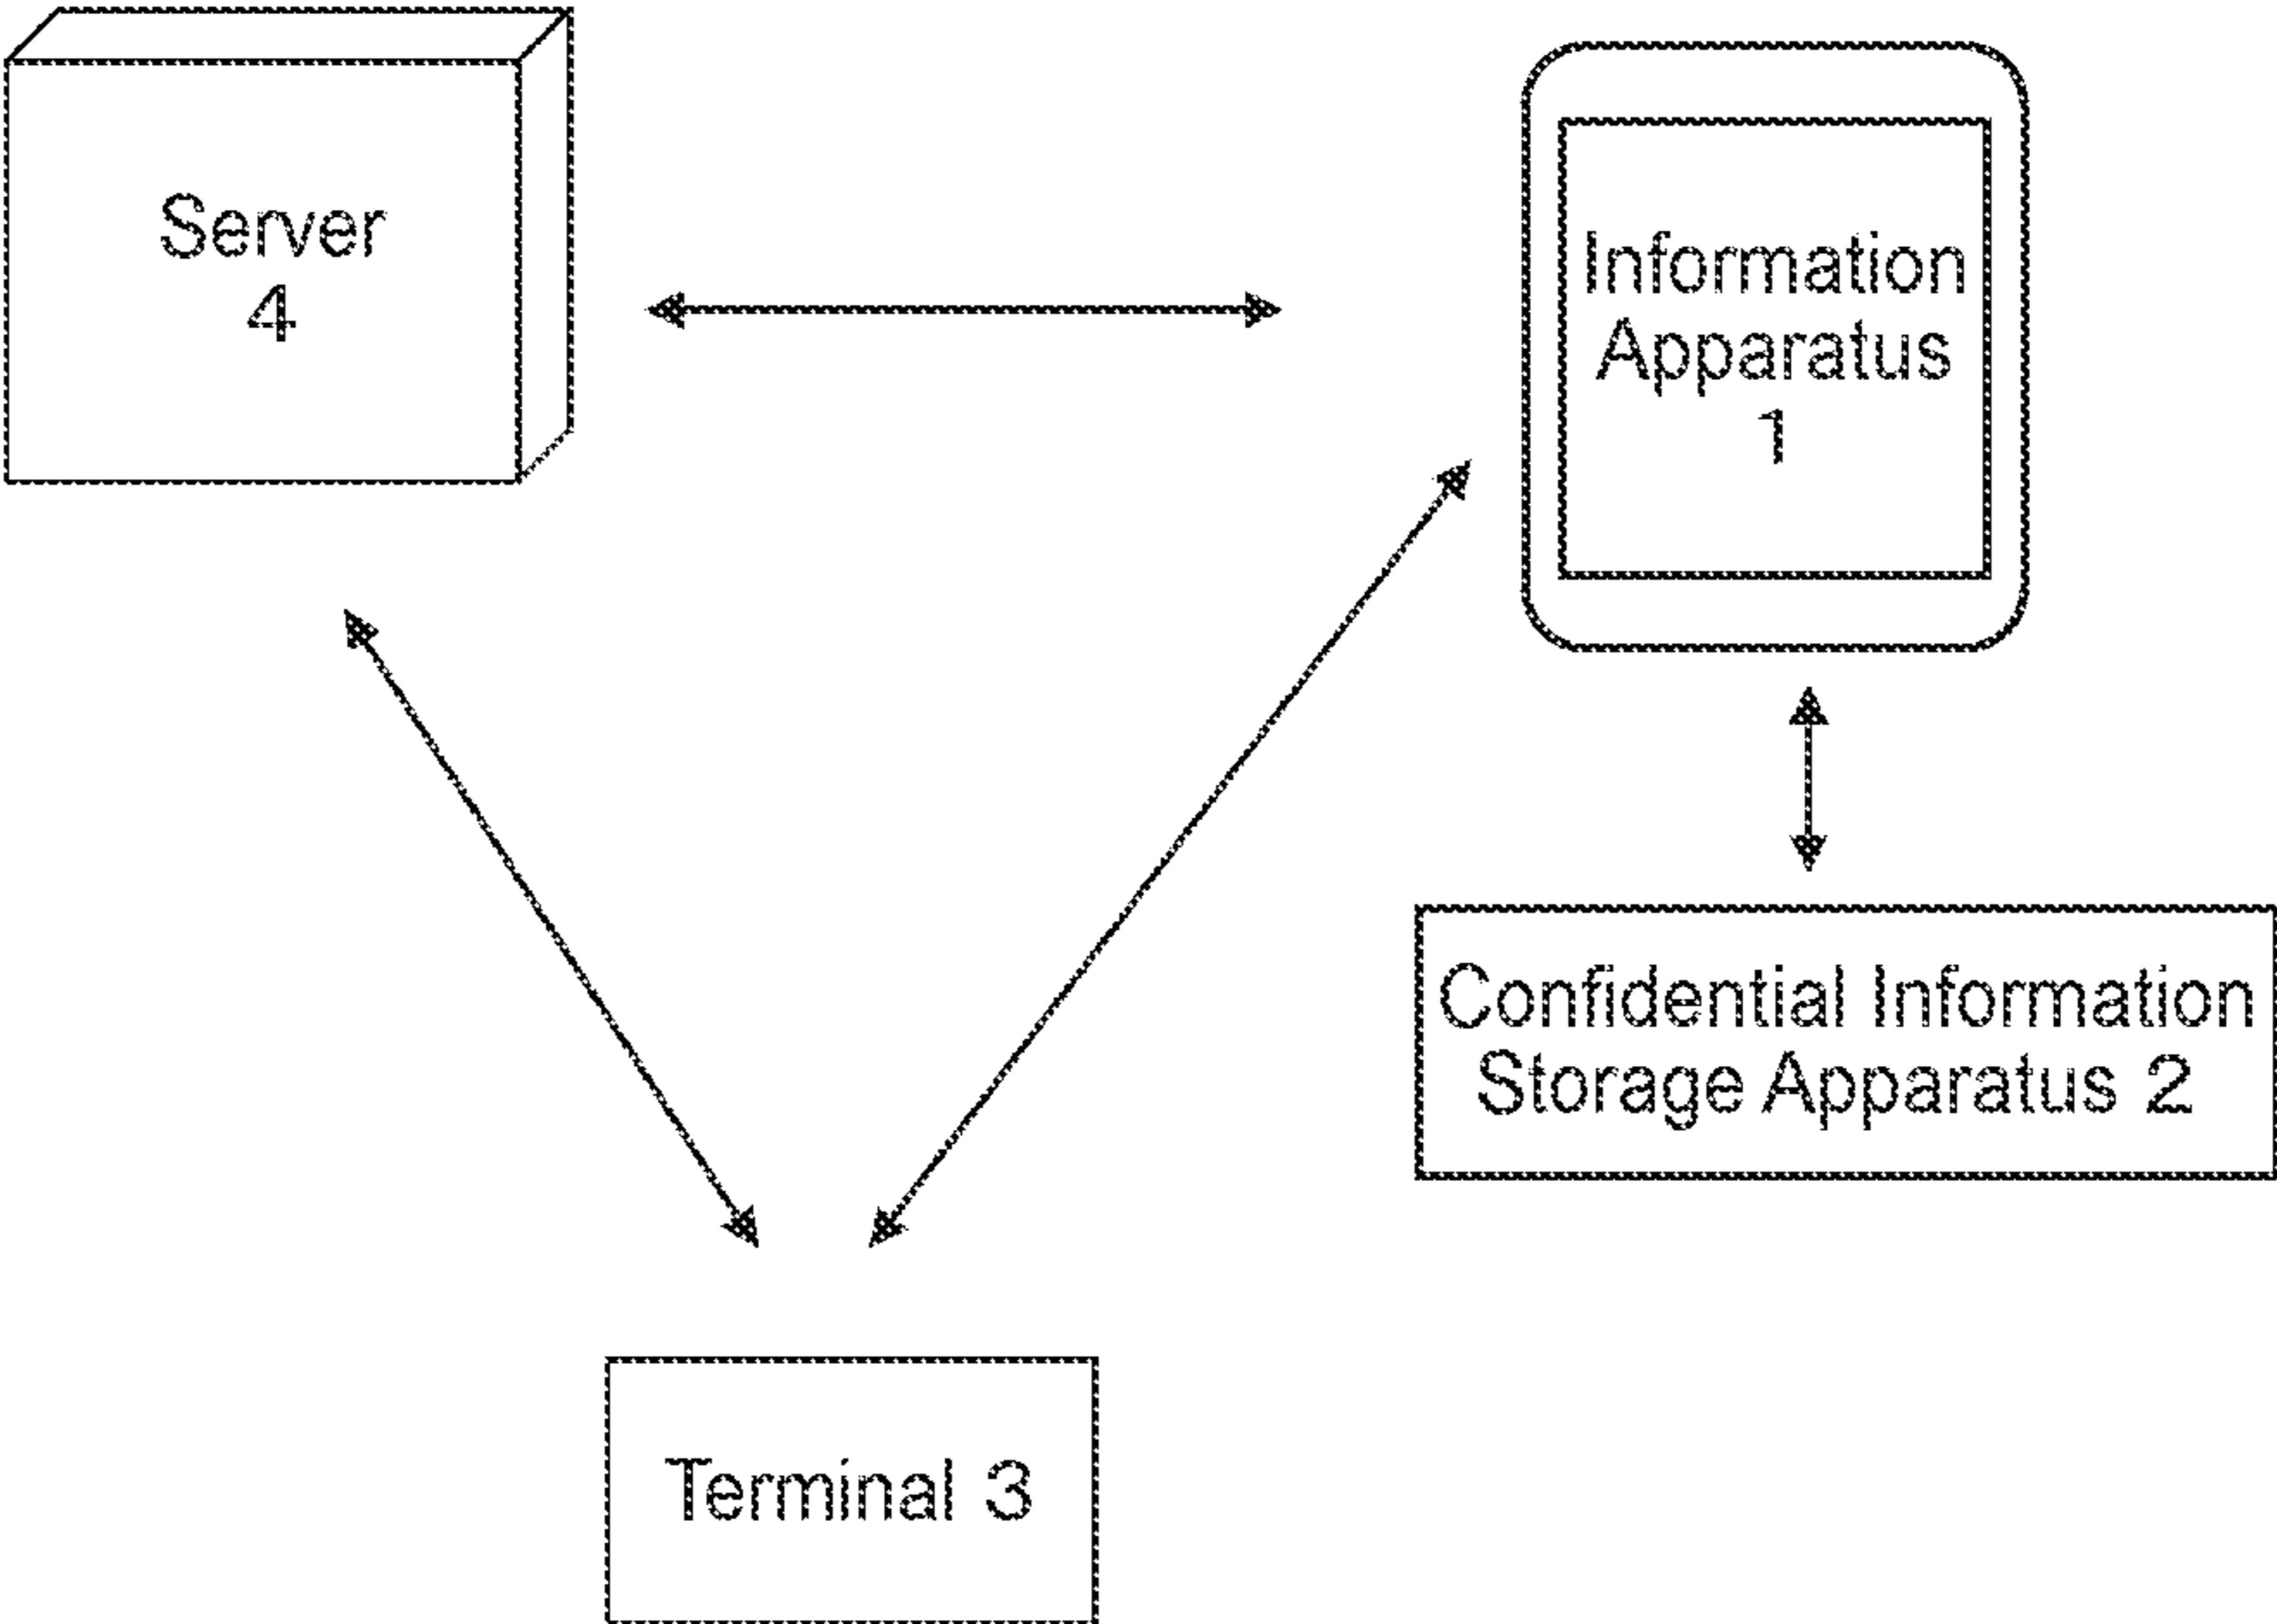 Server
4
Information
Apparatus
1
Confidential Information
Storage Apparatus 2
Terminal 3